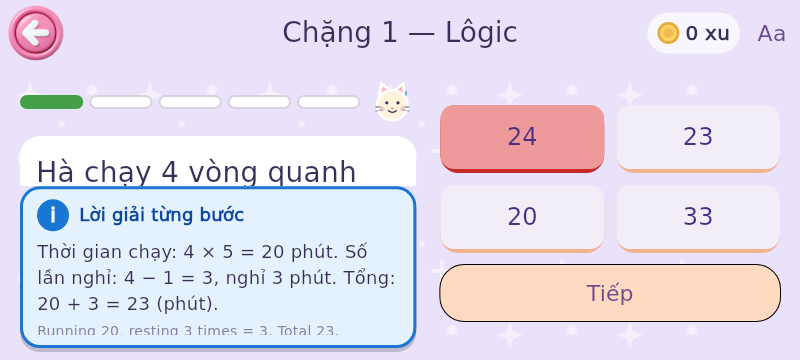 Chặng 1 — Lôgic
0 xu
Aa
Hà chạy 4 vòng quanh
i
Lời giải từng bước
Thời gian chạy: 4 × 5 = 20 phút. Số
lần nghỉ: 4 − 1 = 3, nghỉ 3 phút. Tổng:
20 + 3 = 23 (phút).
Running 20, resting 3 times = 3. Total 23.
24
23
20
33
Tiếp